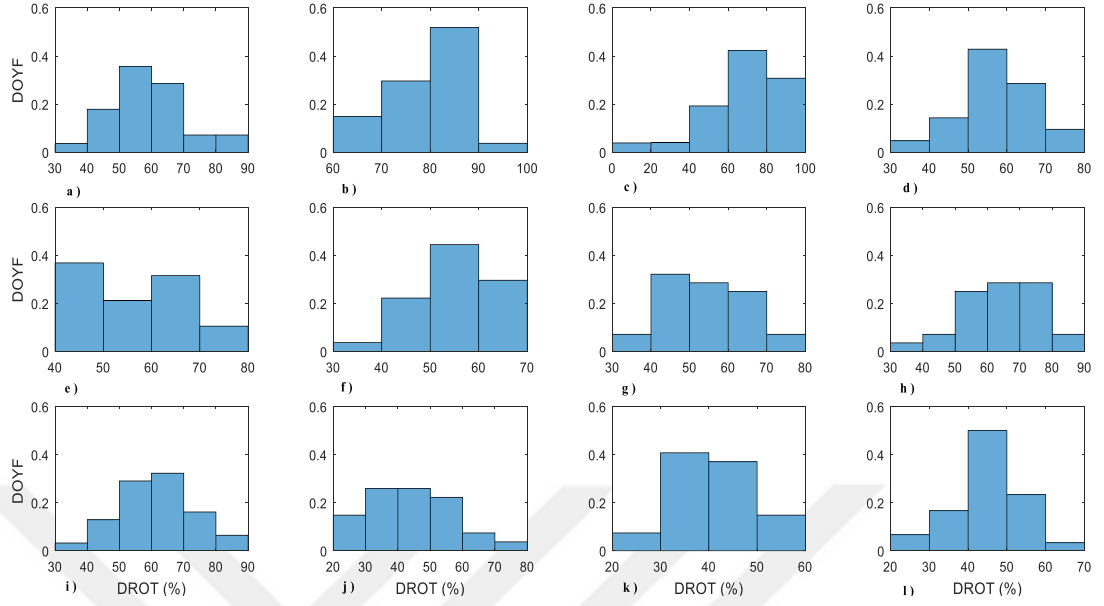 0.6 0.6 0.6 0.6
0.4 0.4 0.4 0.4
DOYF
0.2 0.2 0.2 0.2
0 0 0 0
30 40 50 60 70 80 90 60 70 80 90 100 0 20 40 60 80 100 30 40 50 60 70 80
a ) b ) c ) d )
0.6 0.6 0.6 0.6
0.4 0.4 0.4 0.4
DOYF
0.2 0.2 0.2 0.2
0 0 0 0
40 50 60 70 80 30 40 50 60 70 30 40 50 60 70 80 30 40 50 60 70 80 90
e ) f ) g ) h )
0.6 0.6 0.6 0.6
0.4 0.4 0.4 0.4
DOYF
0.2 0.2 0.2 0.2
0 0 0 0
30 40 50 60 70 80 90 20 30 40 50 60 70 80 20 30 40 50 60 20 30 40 50 60 70
i ) DROT (%) j ) DROT (%) k ) DROT (%) l ) DROT (%)